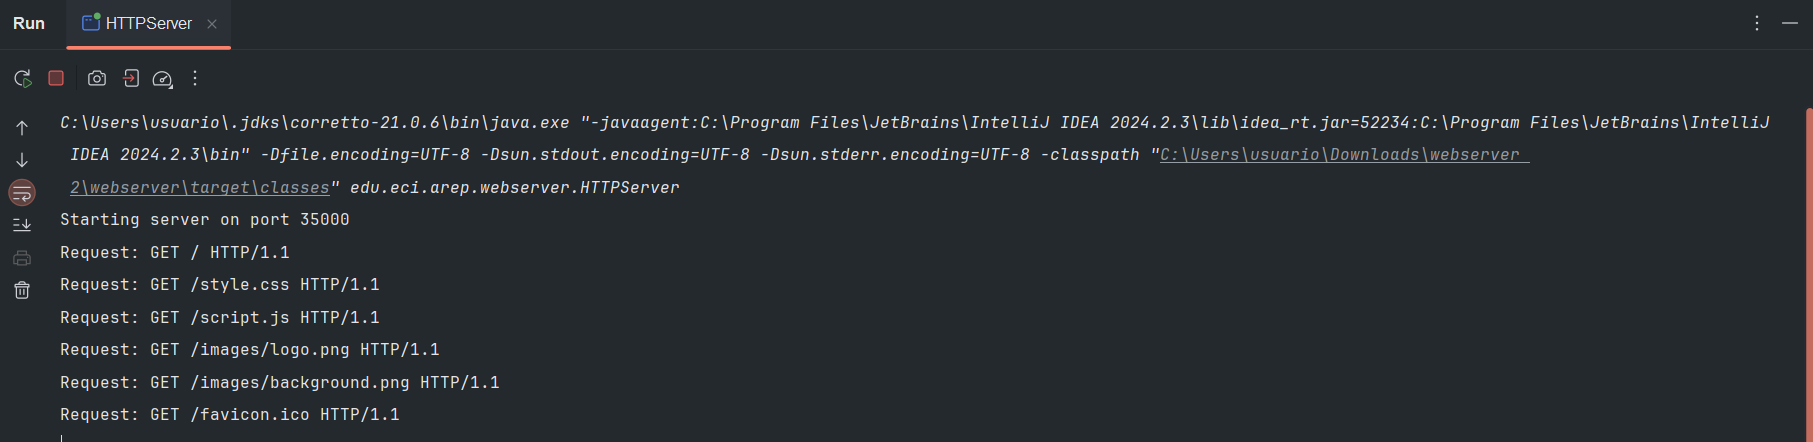 Run HTTPServer
C:\Users\usuario\.jdks\corretto-21.0.6\bin\java.exe "-javaagent:C:\Program Files\JetBrains\IntelliJ IDEA 2024.2.3\lib\idea_rt.jar=52234:C:\Program Files\JetBrains\IntelliJ
IDEA 2024.2.3\bin" -Dfile.encoding=UTF-8 -Dsun.stdout.encoding=UTF-8 -Dsun.stderr.encoding=UTF-8 -classpath "C:\Users\usuario\Downloads\webserver
2\webserver\target\classes" edu.eci.arep.webserver.HTTPServer
Starting server on port 35000
Request: GET / HTTP/1.1
Request: GET /style.css HTTP/1.1
Request: GET /script.js HTTP/1.1
Request: GET /images/logo.png HTTP/1.1
Request: GET /images/background.png HTTP/1.1
Request: GET /favicon.ico HTTP/1.1